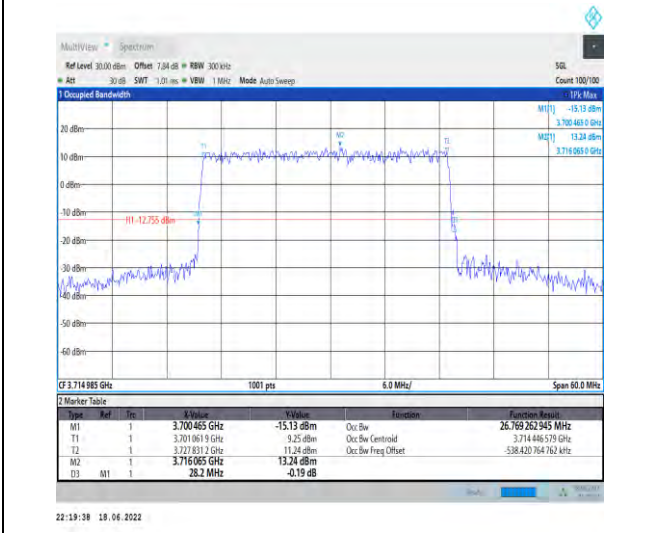 MultiView Spectrum
Ref Level 30.00 dBm Offset 7.84 dB RBW 300 kHz SGL
Att 30 dB SWT 1.01 ms VBW 1 MHz Mode Auto Sweep Count 100/100
1 Occupied Bandwidth 1Pk Max
M1[1] -15.13 dBm
3.700 463 0 GHz
20 dBm M2[1] 13.24 dBm
3.716 065 0 GHz
M2
T1
10 dBm
0 dBm
-10 dBm
H1 -12.755 dBm
-20 dBm
-30 dBm
-40 dBm
-50 dBm
-60 dBm
CF 3.714 985 GHz 1001 pts 6.0 MHz/ Span 60.0 MHz
2 Marker Table
Type Ref Trc X-Value Y-Value Function Function Result
M1 1 3.700 465 GHz -15.13 dBm Occ Bw 26.769 262 945 MHz
T1 1 3.701 061 9 GHz 9.25 dBm Occ Bw Centroid 3.714 446 579 GHz
T2 1 3.727 831 2 GHz 11.24 dBm Occ Bw Freq Offset -538.420 764 762 kHz
M2 1 3.716 065 GHz 13.24 dBm
D3 M1 1 28.2 MHz -0.19 dB
22:19:38 18.06.2022